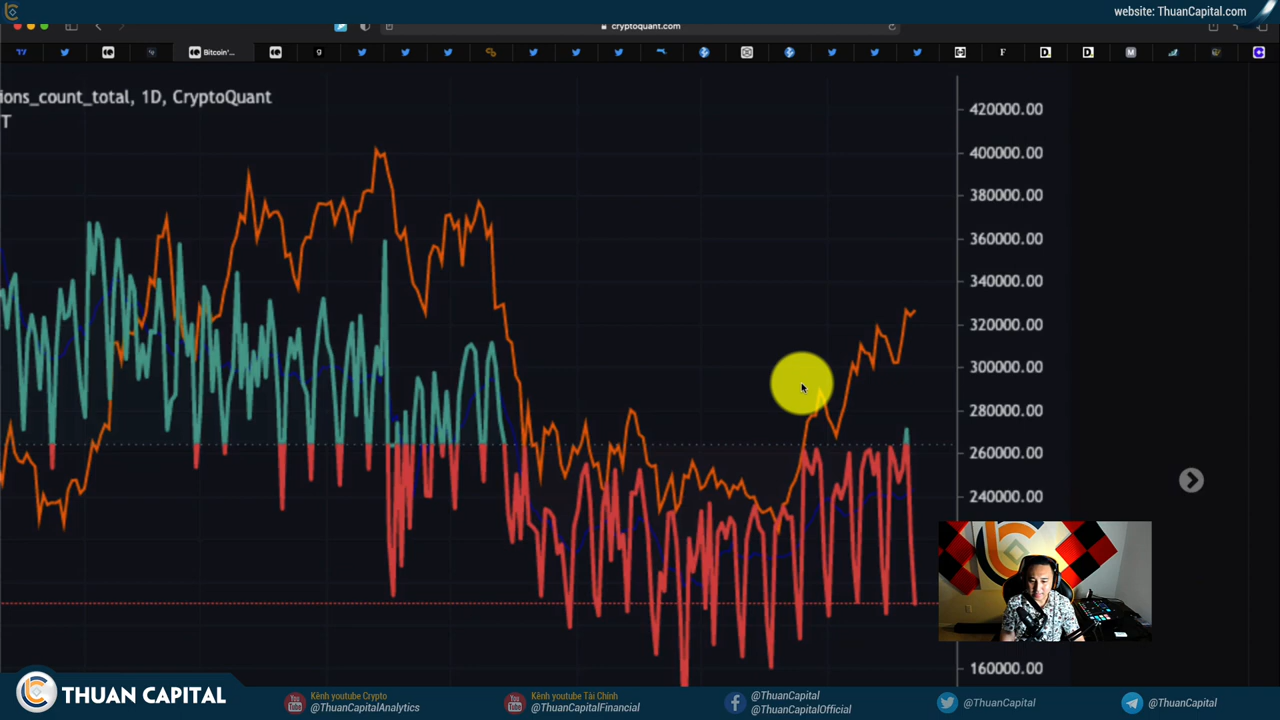 website: ThuanCapital.com
cryptoquant.com
Bitcoin'...
g
F
D
D
M
ions_count_total, 1D, CryptoQuant
T
420000.00
400000.00
380000.00
360000.00
340000.00
320000.00
300000.00
280000.00
260000.00
240000.00
160000.00
THUAN CAPITAL
Kênh youtube Crypto
@ThuanCapitalAnalytics
Kênh youtube Tài Chính
@ThuanCapitalFinancial
@ThuanCapital
@ThuanCapitalOfficial
@ThuanCapital
@ThuanCapital